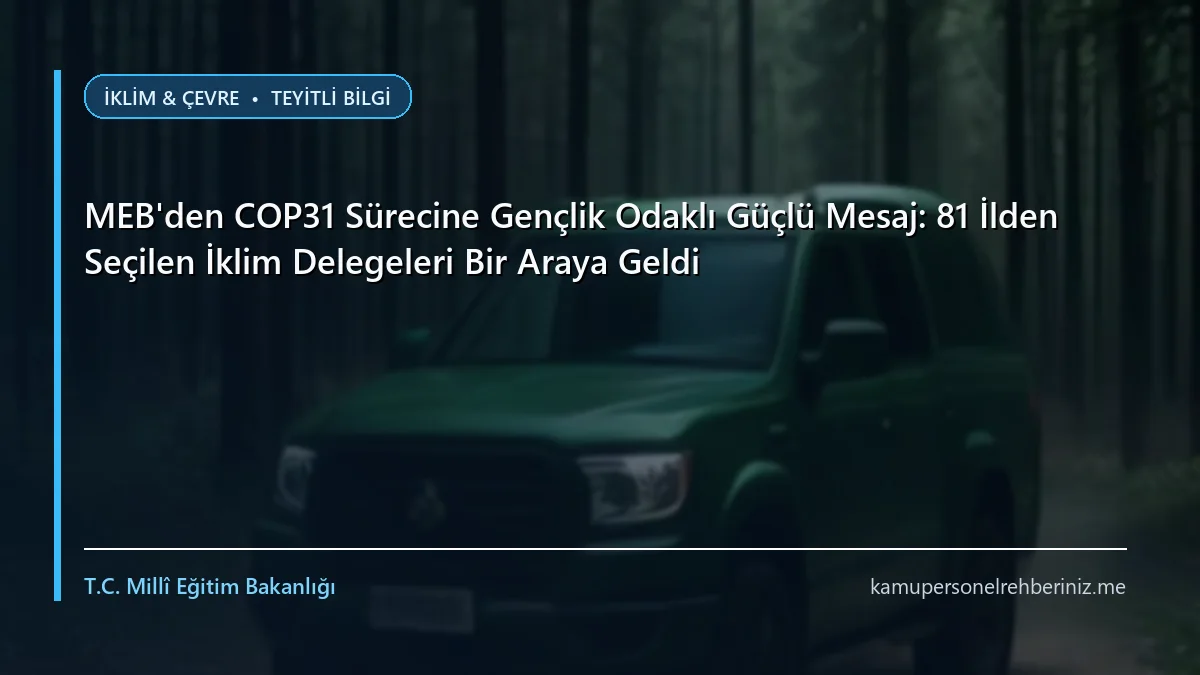 İKLİM & ÇEVRE • TEYİTLİ BİLGİ
MEB'den COP31 Sürecine Gençlik Odaklı Güçlü Mesaj: 81 İlden
Seçilen İklim Delegeleri Bir Araya Geldi
T.C. Millî Eğitim Bakanlığı
kamupersonelrehberiniz.me